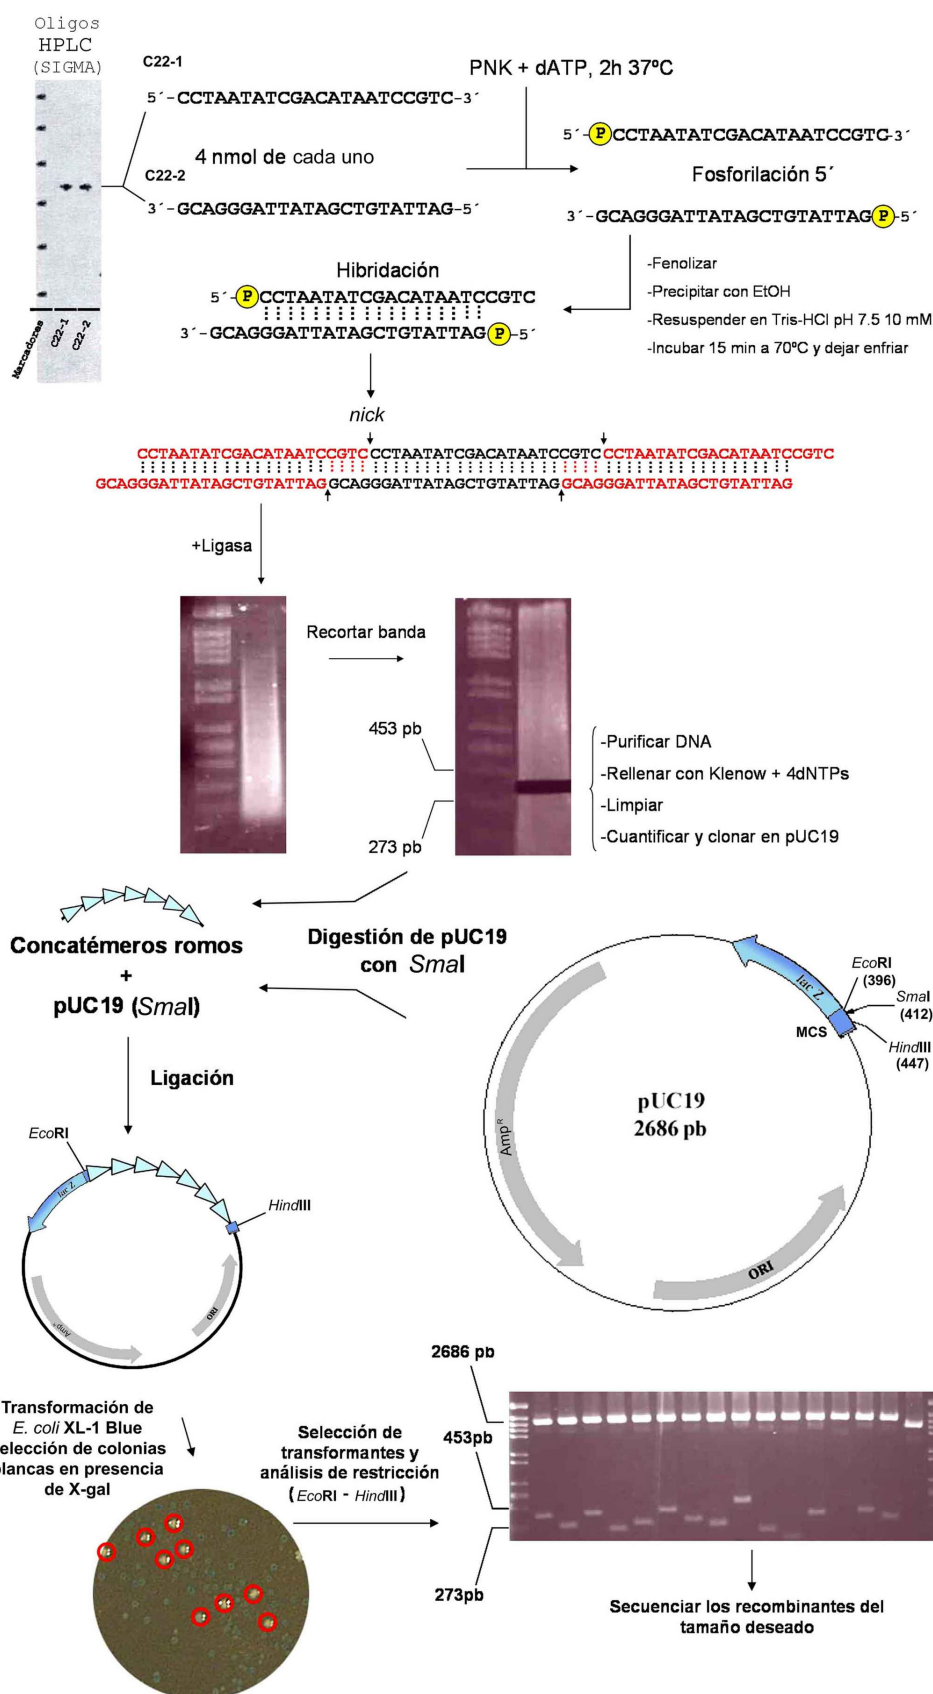 Oligos
HPLC
(SIGMA)
C22-1
5´-CCTAATATCGACATAATCCGTC-3´
PNK + dATP, 2h 37ºC
4 nmol de cada uno
C22-2
3´-GCAGGGATTATAGCTGTATTAG-5´
5´-PCCTAATATCGACATAATCCGTC-3´
Fosforilación 5´
3´-GCAGGGATTATAGCTGTATTAGP-5´
Marcadores
C22-1
C22-2
-Fenolizar
-Precipitar con EtOH
-Resuspender en Tris-HCl pH 7.5 10 mM
-Incubar 15 min a 70ºC y dejar enfriar
Hibridación
5´-PCCTAATATCGACATAATCCGTC
3´-GCAGGGATTATAGCTGTATTAGP-5´
nick
CCTAATATCGACATAATCCGTCCCTAATATCGACATAATCCGTCCCTAATATCGACATAATCCGTC
GCAGGGATTATAGCTGTATTAGGCAGGGATTATAGCTGTATTAGGCAGGGATTATAGCTGTATTAG
+Ligasa
Recortar banda
453 pb
273 pb
-Purificar DNA
-Rellenar con Klenow + 4dNTPs
-Limpiar
-Cuantificar y clonar en pUC19
Concatémeros romos
+
pUC19 (SmaI)
Digestión de pUC19
con SmaI
Ligación
lac Z
EcoRI
(396)
SmaI
(412)
MCS
HindIII
(447)
pUC19
2686 pb
AmpR
ORI
EcoRI
lac Z
HindIII
AmpR
ORI
Transformación de
E. coli XL-1 Blue
selección de colonias
blancas en presencia
de X-gal
Selección de
transformantes y
análisis de restricción
(EcoRI - HindIII)
2686 pb
453pb
273pb
Secuenciar los recombinantes del
tamaño deseado